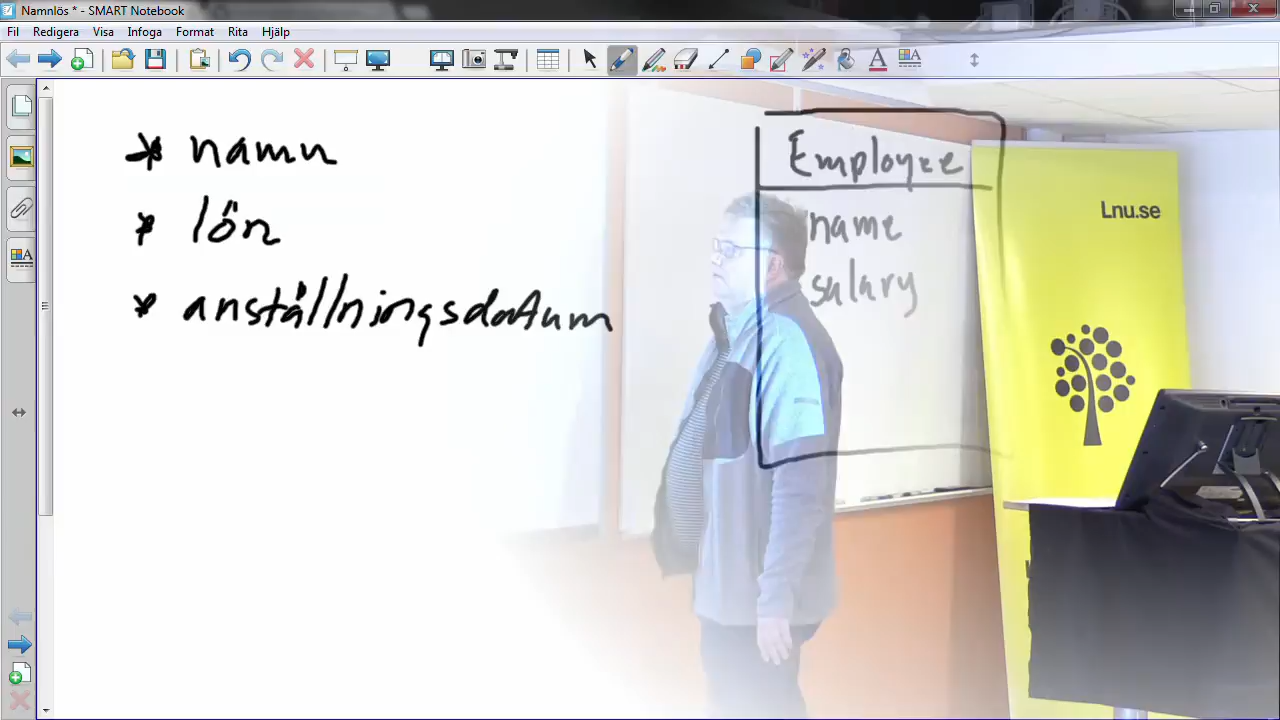 Namnlös * - SMART Notebook
Fil Redigera Visa Infoga Format Rita Hjälp
* namn
* lön
* anställningsdatum
Employee
name
salary
Lnu.se